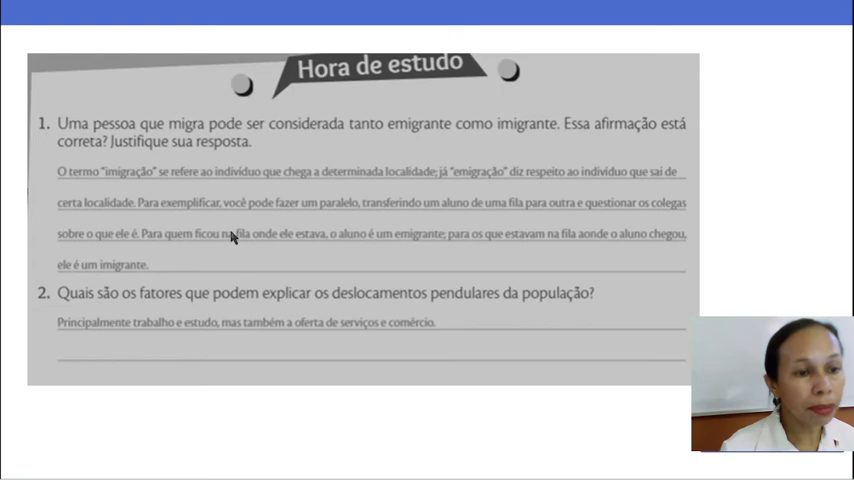 Hora de estudo
1. Uma pessoa que migra pode ser considerada tanto emigrante como imigrante. Essa afirmação está
correta? Justifique sua resposta.
O termo "imigração" se refere ao indivíduo que chega a determinada localidade; já "emigração" diz respeito ao indivíduo que sai de
certa localidade. Para exemplificar, você pode fazer um paralelo, transferindo um aluno de uma fila para outra e questionar os colegas
sobre o que ele é. Para quem ficou na fila onde ele estava, o aluno é um emigrante; para os que estavam na fila aonde o aluno chegou,
ele é um imigrante.
2. Quais são os fatores que podem explicar os deslocamentos pendulares da população?
Principalmente trabalho e estudo, mas também a oferta de serviços e comércio.